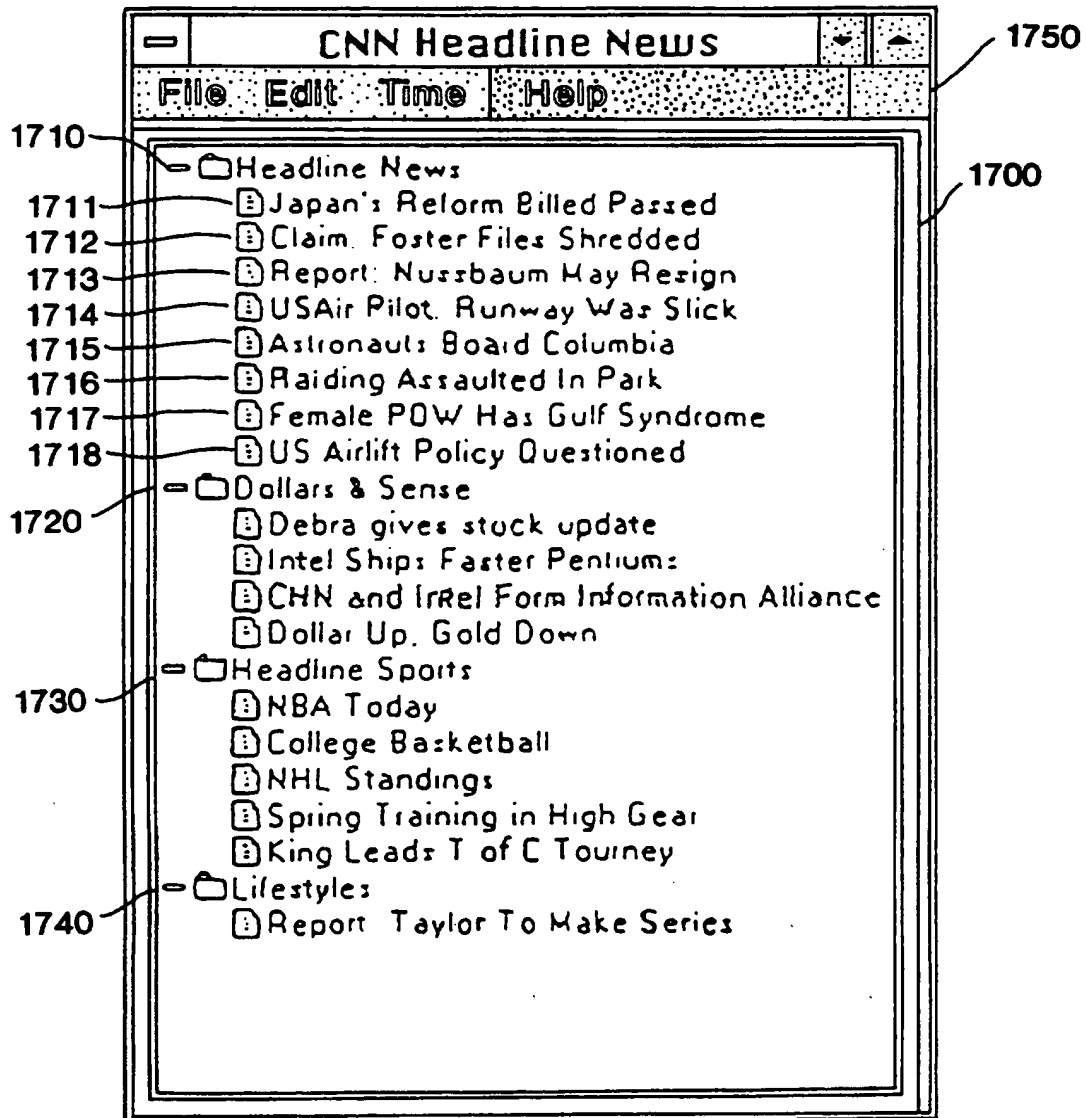 CNN Headline News
1750
File Edit Time Help
1710
Headline News
1700
1711 Japan's Reform Billed Passed
1712 Claim. Foster Files Shredded
1713 Report: Nussbaum May Resign
1714 USAir Pilot. Runway Was Slick
1715 Astronauts Board Columbia
1716 Raiding Assaulted In Park
1717 Female POW Has Gulf Syndrome
1718 US Airlift Policy Questioned
1720 Dollars & Sense
Debra gives stock update
Intel Ships Faster Pentiums
CNN and Form Information Alliance
Dollar Up, Gold Down
1730 Headline Sports
NBA Today
College Basketball
NHL Standings
Spring Training in High Gear
King Leads T of C Tourney
1740 Lifestyles
Report Taylor To Make Series